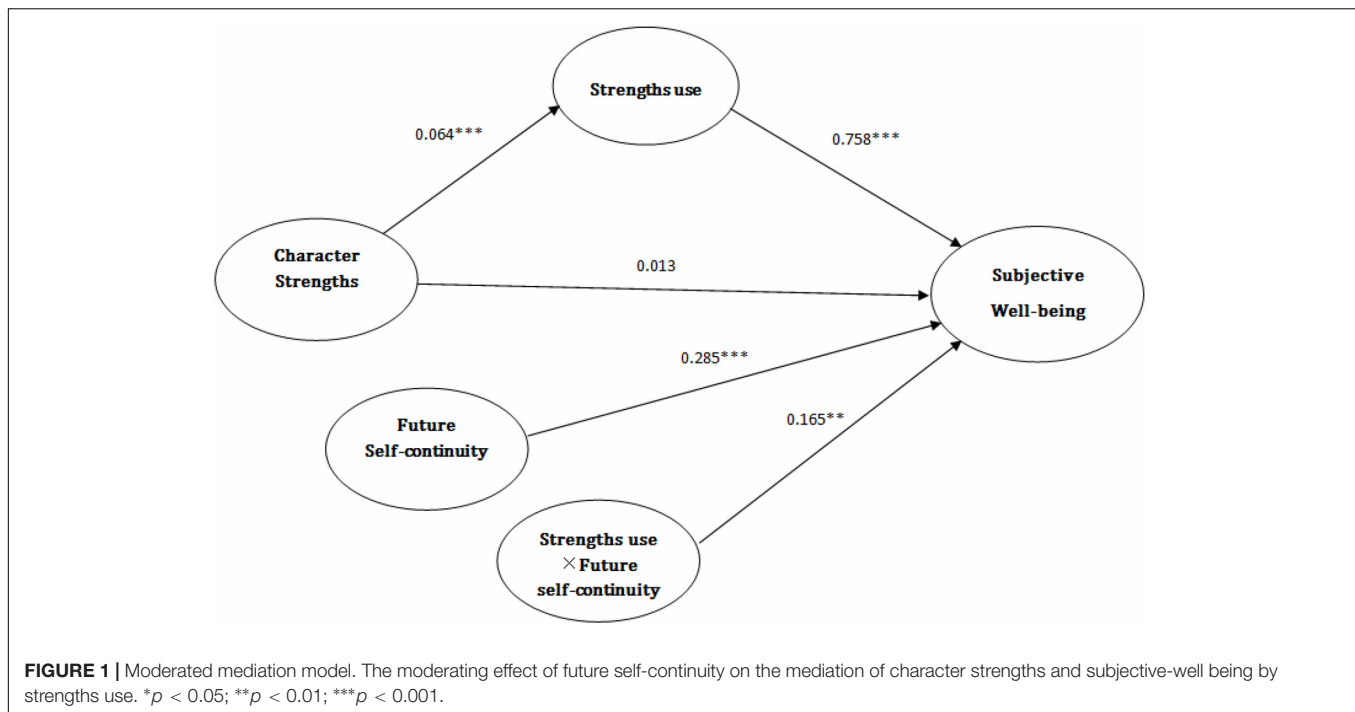 Strengths use
0.064***
0.758***
Character
Strengths
0.013
Subjective
Well-being
0.285***
Future
Self-continuity
0.165**
Strengths use
×Future
self-continuity
FIGURE 1 | Moderated mediation model. The moderating effect of future self-continuity on the mediation of character strengths and subjective-well being by
strengths use. *p < 0.05; **p < 0.01; ***p < 0.001.